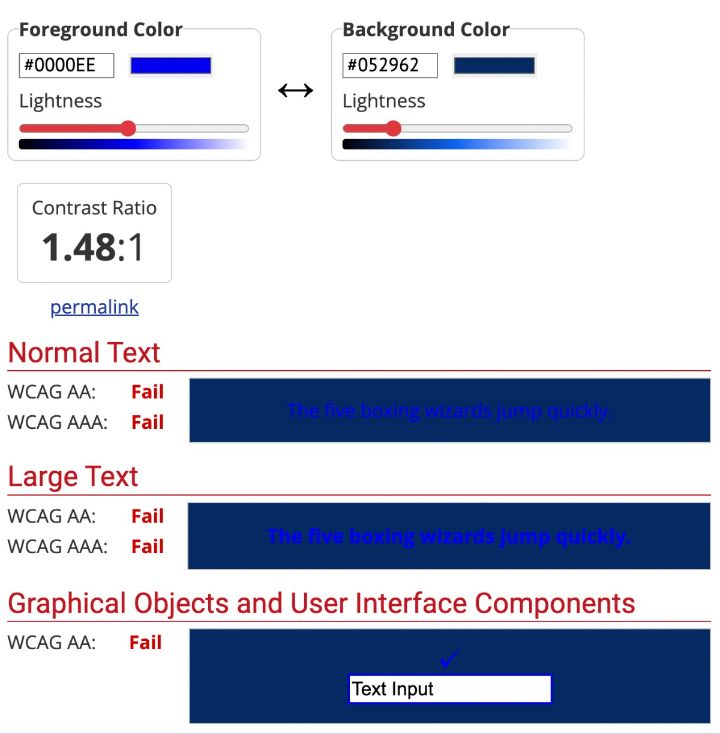 Foreground Color
#0000EE
Lightness
Background Color
#052962
Lightness
Contrast Ratio
1.48:1
permalink
Normal Text
WCAG AA: Fail
WCAG AAA: Fail
The five boxing wizards jump quickly.
Large Text
WCAG AA: Fail
WCAG AAA: Fail
The five boxing wizards jump quickly.
Graphical Objects and User Interface Components
WCAG AA: Fail
Text Input